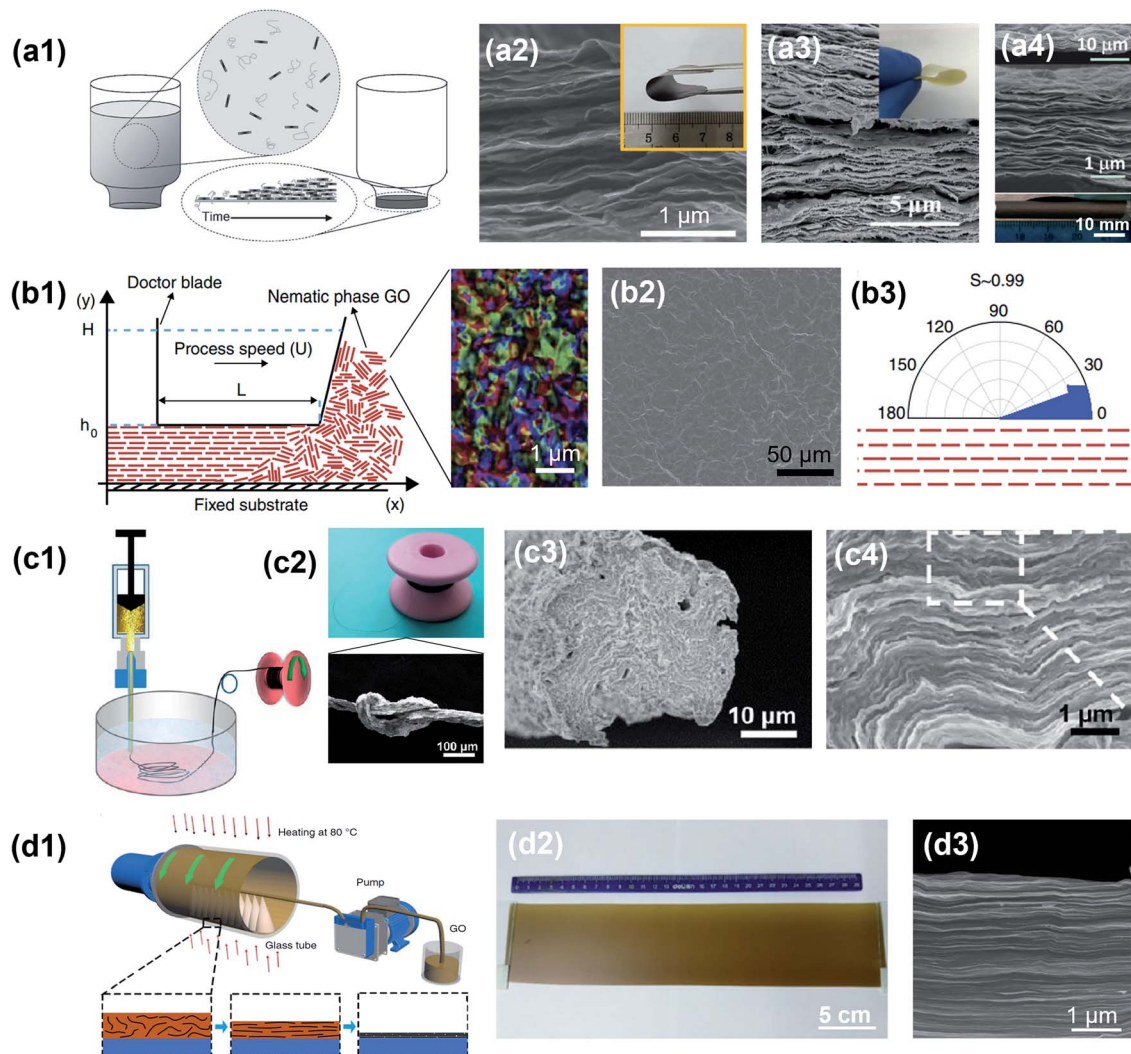 (a1)
Time
(a2)
5 6 7 8
1 µm
(a3)
5 µm
(a4)
10 µm
1 µm
10 mm
(b1)
(y)
Doctor blade
Nematic phase GO
H
Process speed (U)
L
h0
(x)
Fixed substrate
1 µm
(b2)
50 µm
(b3)
S~0.99
90
120
60
150
30
180
0
(c1)
(c2)
100 µm
(c3)
10 µm
(c4)
1 µm
(d1)
Heating at 80 °C
Pump
GO
Glass tube
(d2)
5 cm
(d3)
1 µm